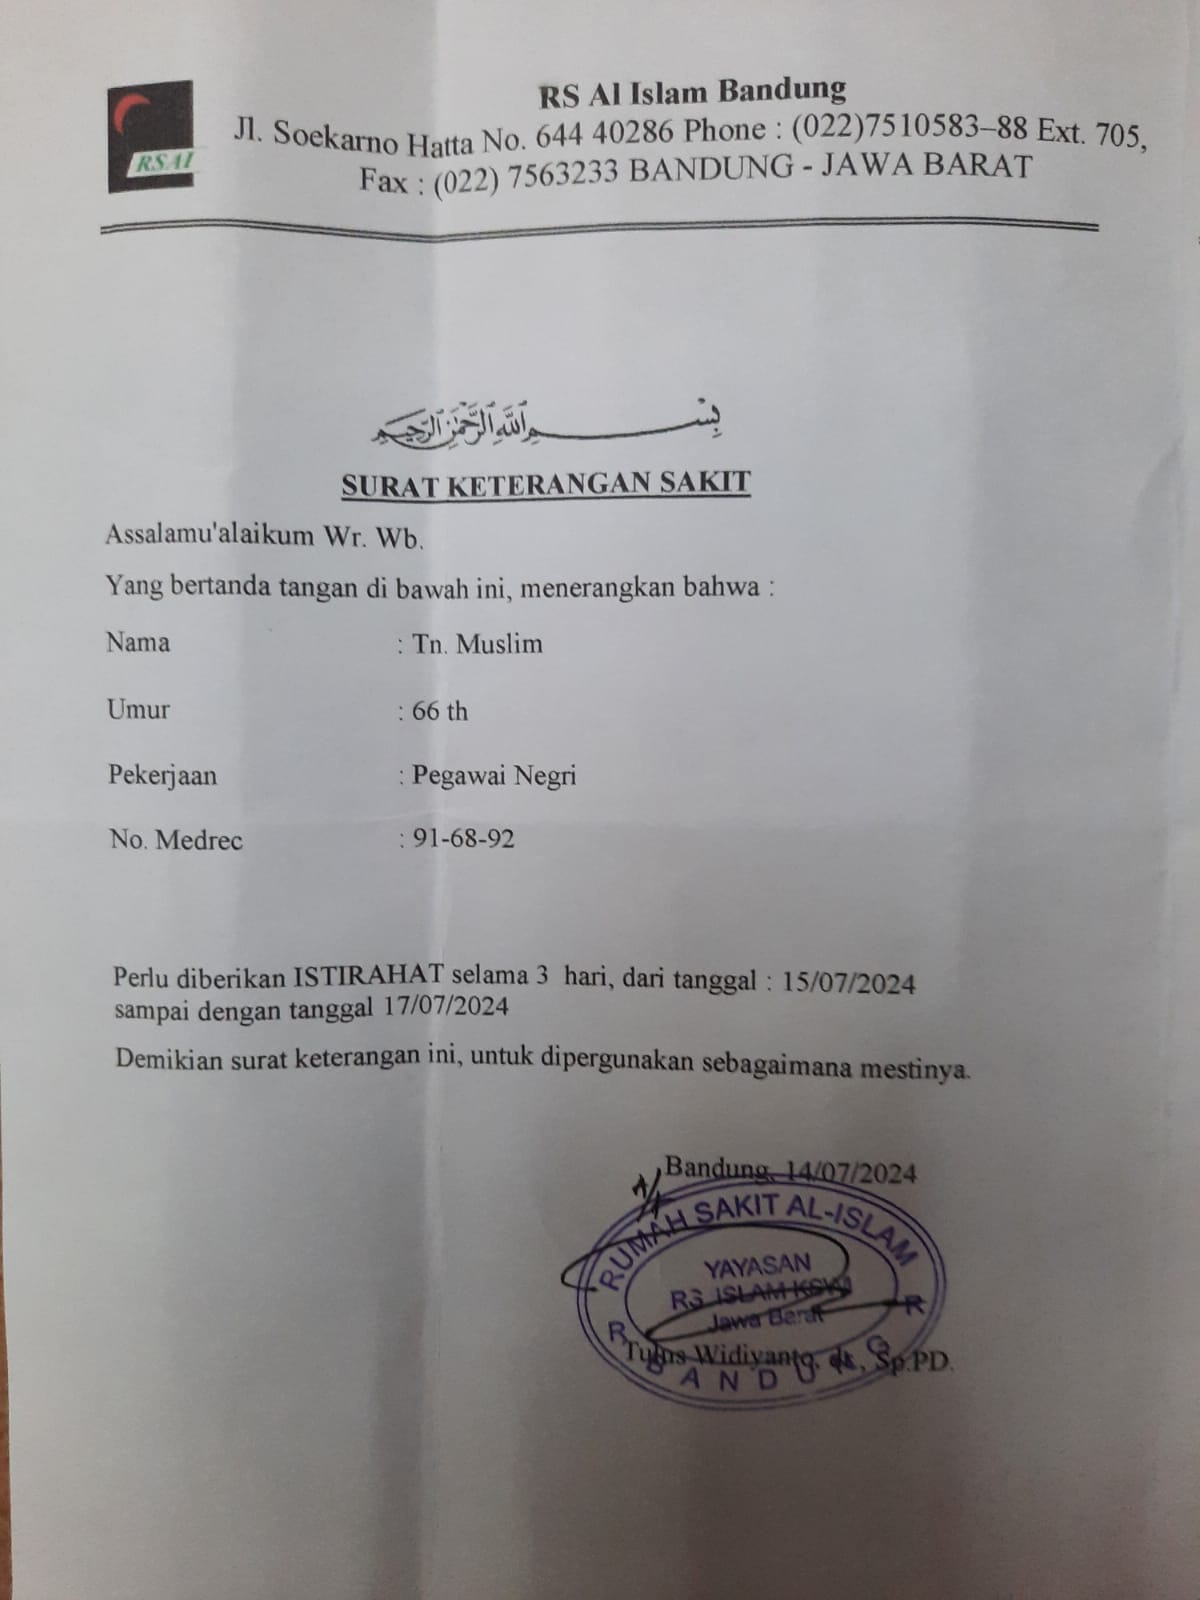 RSAI
RS Al Islam Bandung
Jl. Soekarno Hatta No. 644 40286 Phone : (022)7510583–88 Ext. 705,
Fax : (022) 7563233 BANDUNG - JAWA BARAT
بِسْمِ اللَّهِ الرَّحْمَٰنِ الرَّحِيمِ
SURAT KETERANGAN SAKIT
Assalamu'alaikum Wr. Wb.
Yang bertanda tangan di bawah ini, menerangkan bahwa :
Nama : Tn. Muslim
Umur : 66 th
Pekerjaan : Pegawai Negri
No. Medrec : 91-68-92
Perlu diberikan ISTIRAHAT selama 3 hari, dari tanggal : 15/07/2024
sampai dengan tanggal 17/07/2024
Demikian surat keterangan ini, untuk dipergunakan sebagaimana mestinya.
Bandung, 14/07/2024
RUMAH SAKIT AL-ISLAM
YAYASAN
RS ISLAM KSWI
Jawa Barat
Widiyanto, dr, Sp.PD.
BANDUNG